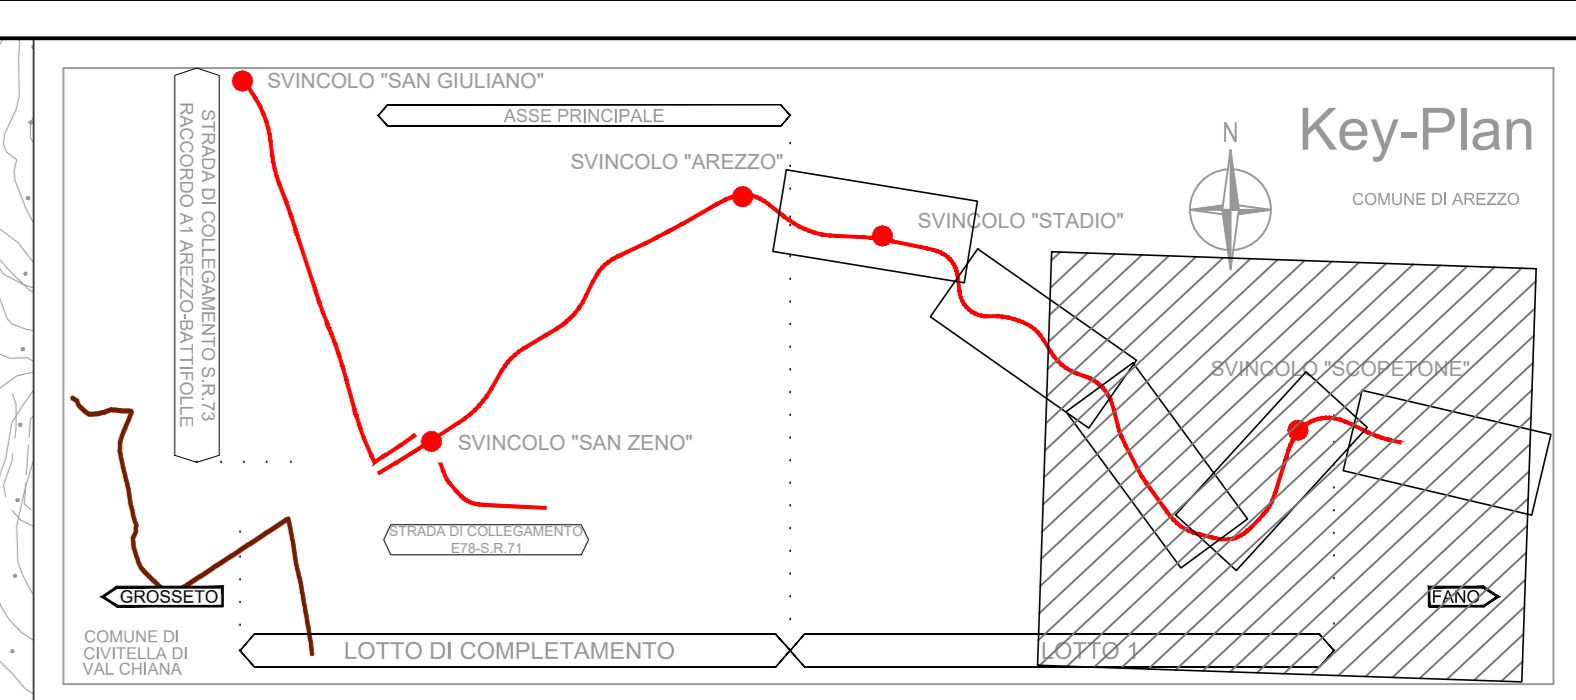 SVINCOLO "SAN GIULIANO"
ASSE PRINCIPALE
Key-Plan
N
STRADA DI COLLEGAMENTO S.R.73
RACCORDO A1 AREZZO-BATTIFOLLE
SVINCOLO "AREZZO"
COMUNE DI AREZZO
SVINCOLO "STADIO"
SVINCOLO "SCOPETONE"
SVINCOLO "SAN ZENO"
STRADA DI COLLEGAMENTO
E78-S.R.71
GROSSETO
FANO
COMUNE DI
CIVITELLA DI
VAL CHIANA
LOTTO DI COMPLETAMENTO
LOTTO 1